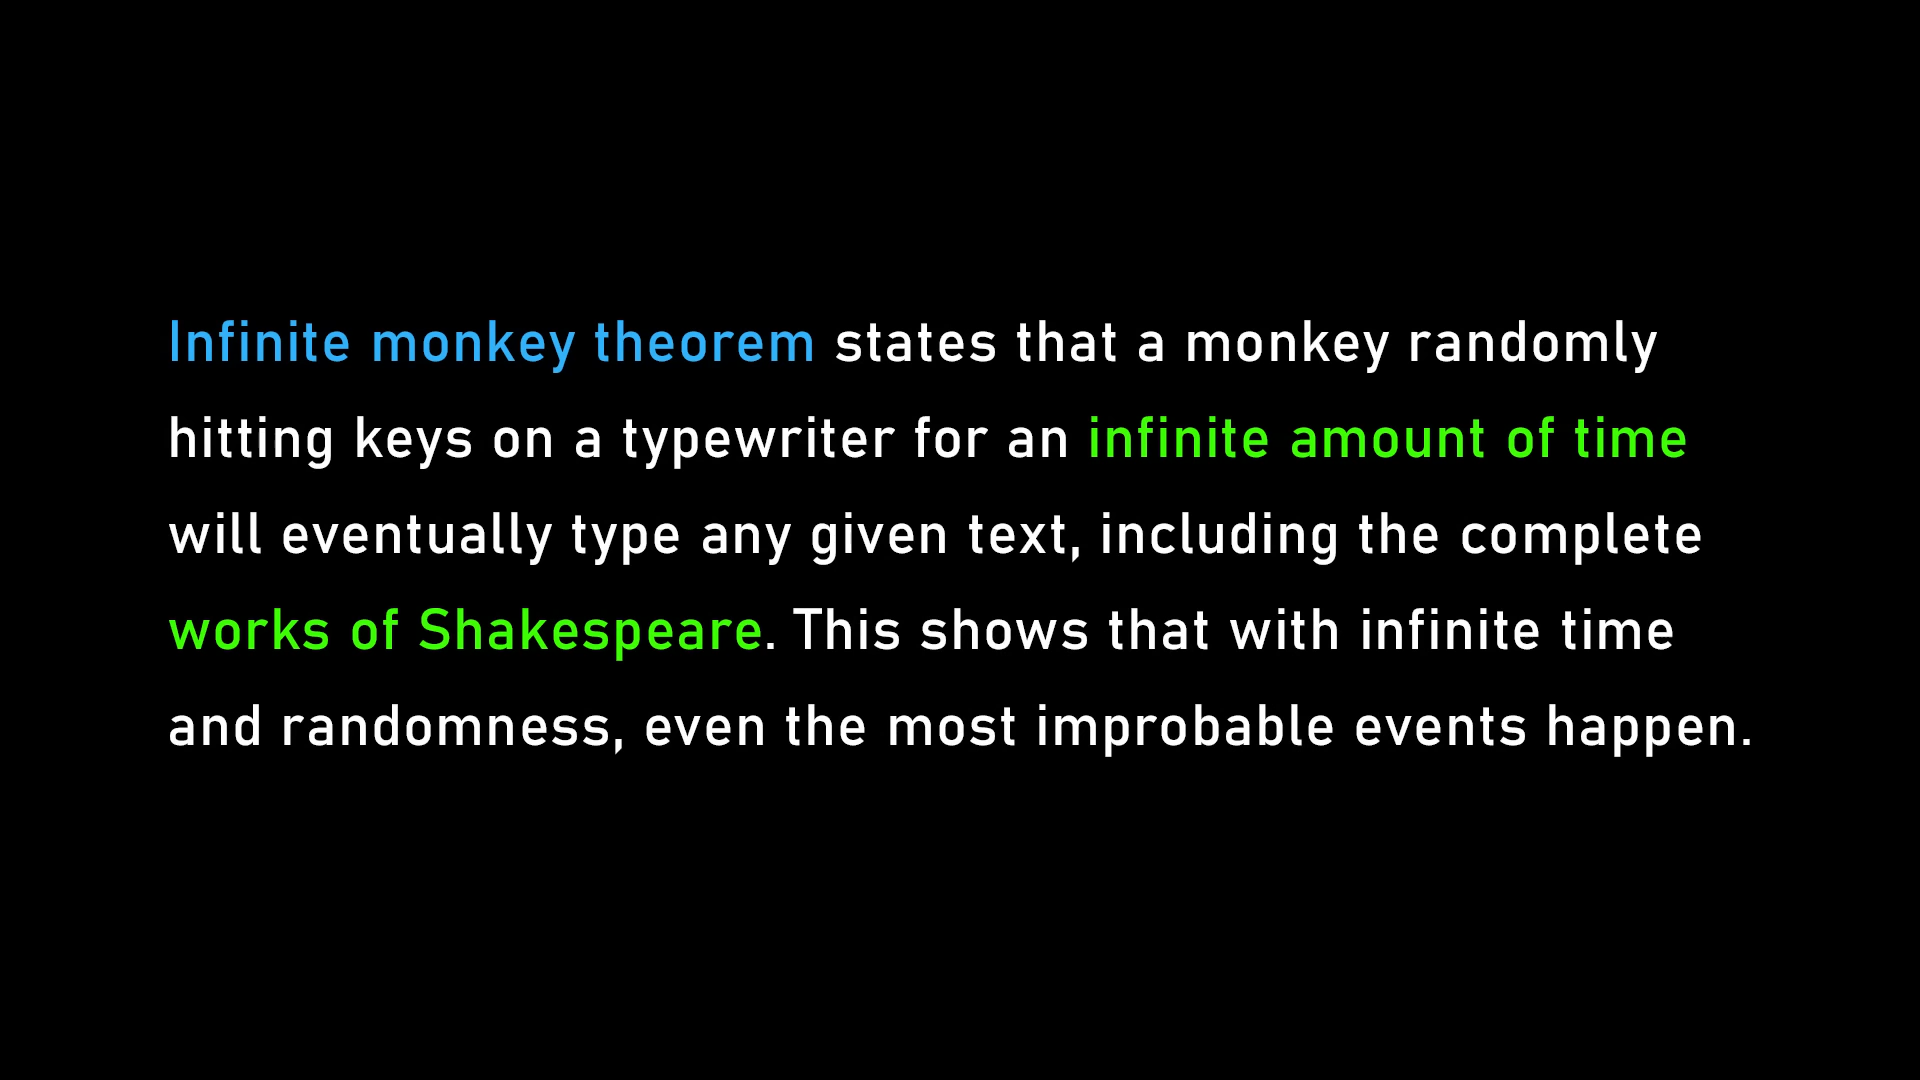 Infinite monkey theorem states that a monkey randomly
hitting keys on a typewriter for an infinite amount of time
will eventually type any given text, including the complete
works of Shakespeare. This shows that with infinite time
and randomness, even the most improbable events happen.